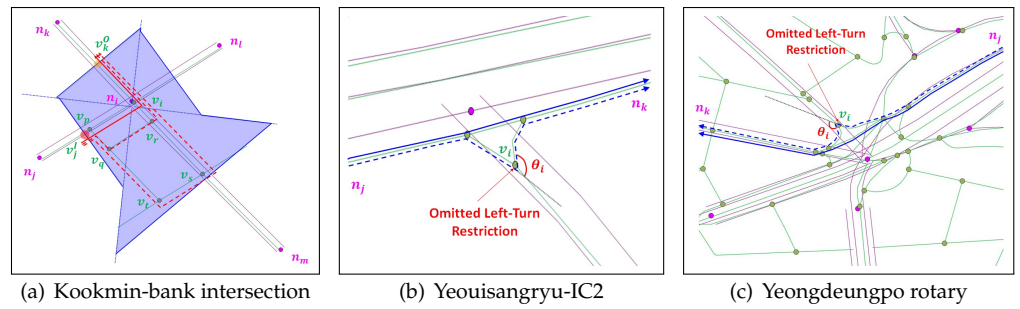 n_k
v_k^O
n_l
n_i
v_i
v_p
v_r
v_j^I
v_q
n_j
v_s
v_t
n_m
(a) Kookmin-bank intersection
n_k
v_i
θ_i
n_j
Omitted Left-Turn
Restriction
(b) Yeouisangryu-IC2
Omitted Left-Turn
Restriction
n_j
n_k
v_i
θ_i
(c) Yeongdeungpo rotary